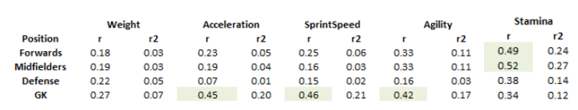 Weight Acceleration SprintSpeed Agility Stamina
Position r r2 r r2 r r2 r r2 r r2
Forwards 0.18 0.03 0.23 0.05 0.25 0.06 0.33 0.11 0.49 0.24
Midfielders 0.19 0.03 0.19 0.04 0.16 0.03 0.33 0.11 0.52 0.27
Defense 0.22 0.05 0.07 0.01 0.15 0.02 0.16 0.03 0.38 0.14
GK 0.27 0.07 0.45 0.20 0.46 0.21 0.42 0.17 0.34 0.12